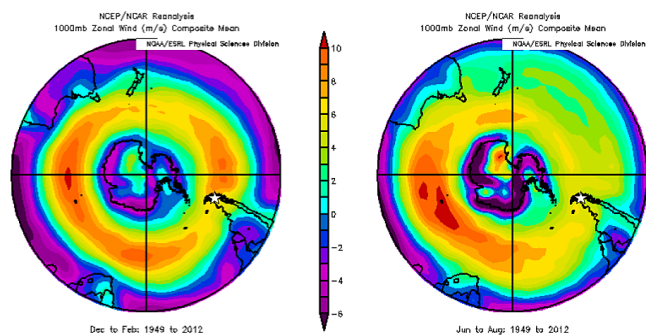 NCEP/NCAR Reanalysis
1000mb Zonal Wind (m/s) Composite Mean
NOAA/ESRL Physical Sciences Division
Dec to Feb: 1949 to 2012
10
8
6
4
2
0
-2
-4
-6
NCEP/NCAR Reanalysis
1000mb Zonal Wind (m/s) Composite Mean
NOAA/ESRL Physical Sciences Division
Jun to Aug: 1949 to 2012